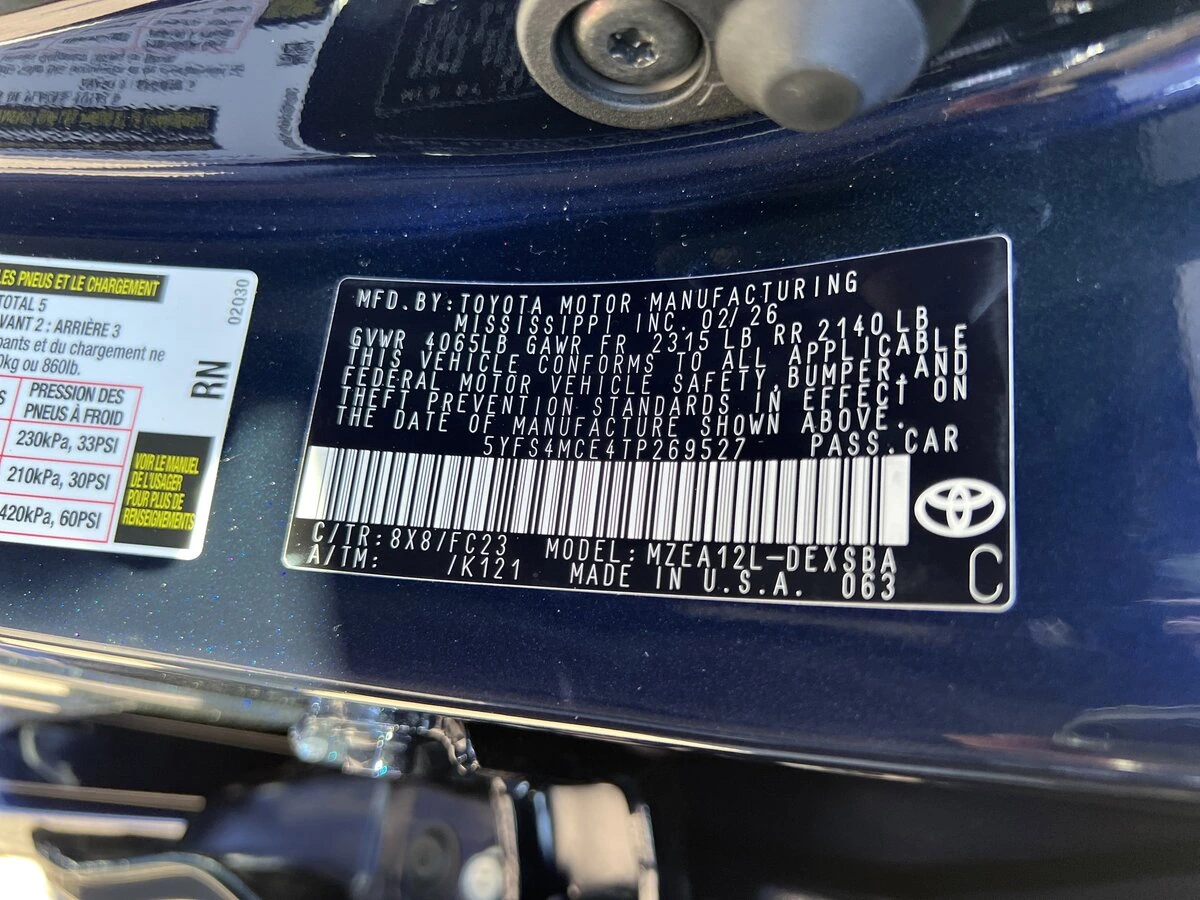 LES PNEUS ET LE CHARGEMENT
TOTAL 5
VANT 2 : ARRIÈRE 3
pants et du chargement ne
0kg ou 860lb.
PRESSION DES
PNEUS À FROID
230kPa, 33PSI
210kPa, 30PSI
420kPa, 60PSI
VOIR LE MANUEL
DE L'USAGER
POUR PLUS DE
RENSEIGNEMENTS
02030
RN
MFD. BY: TOYOTA MOTOR MANUFACTURING
MISSISSIPPI INC. 02/26
GVWR 4065LB GAWR FR 2315 LB RR 2140 LB
THIS VEHICLE CONFORMS TO ALL APPLICABLE
FEDERAL MOTOR VEHICLE SAFETY, BUMPER, AND
THEFT PREVENTION STANDARDS IN EFFECT ON
THE DATE OF MANUFACTURE SHOWN ABOVE.
5YFS4MCE4TP269527 PASS. CAR
C/TR: 8X8/FC23 MODEL: MZEA12L-DEXSBA
A/TM: /K121 MADE IN U.S.A. 063
C